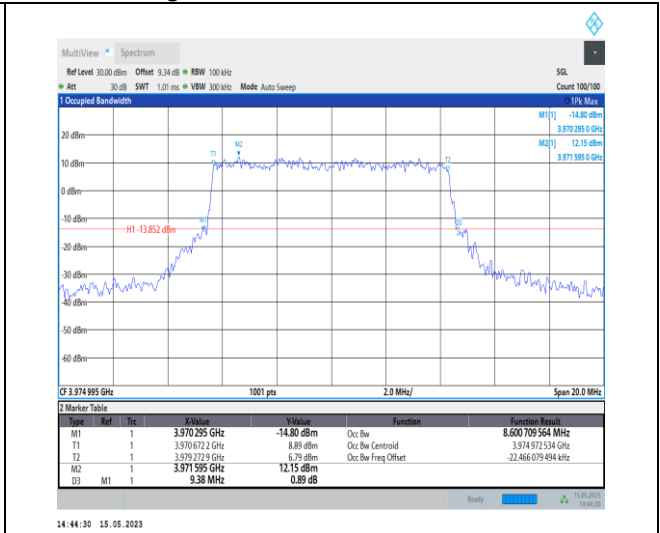 MultiView Spectrum
Ref Level 30.00 dBm Offset 9.34 dB RBW 100 kHz SGL
Att 30 dB SWT 1.01 ms VBW 300 kHz Mode Auto Sweep Count 100/100
1 Occupied Bandwidth 1Pk Max
M1[1] -14.80 dBm
3.970 295 0 GHz
M2[1] 12.15 dBm
3.971 595 0 GHz
20 dBm
M2
T1
T2
10 dBm
0 dBm
-10 dBm
M1
D3
H1 -13.852 dBm
-20 dBm
-30 dBm
-40 dBm
-50 dBm
-60 dBm
CF 3.974 995 GHz 1001 pts 2.0 MHz/ Span 20.0 MHz
2 Marker Table
Type Ref Trc X-Value Y-Value Function Function Result
M1 1 3.970 295 GHz -14.80 dBm Occ Bw 8.600 709 564 MHz
T1 1 3.970 672 2 GHz 8.89 dBm Occ Bw Centroid 3.974 972 534 GHz
T2 1 3.979 272 9 GHz 6.79 dBm Occ Bw Freq Offset -22.466 079 494 kHz
M2 1 3.971 595 GHz 12.15 dBm
D3 M1 1 9.38 MHz 0.89 dB
Ready 15.05.2023
14:44:30
14:44:30 15.05.2023